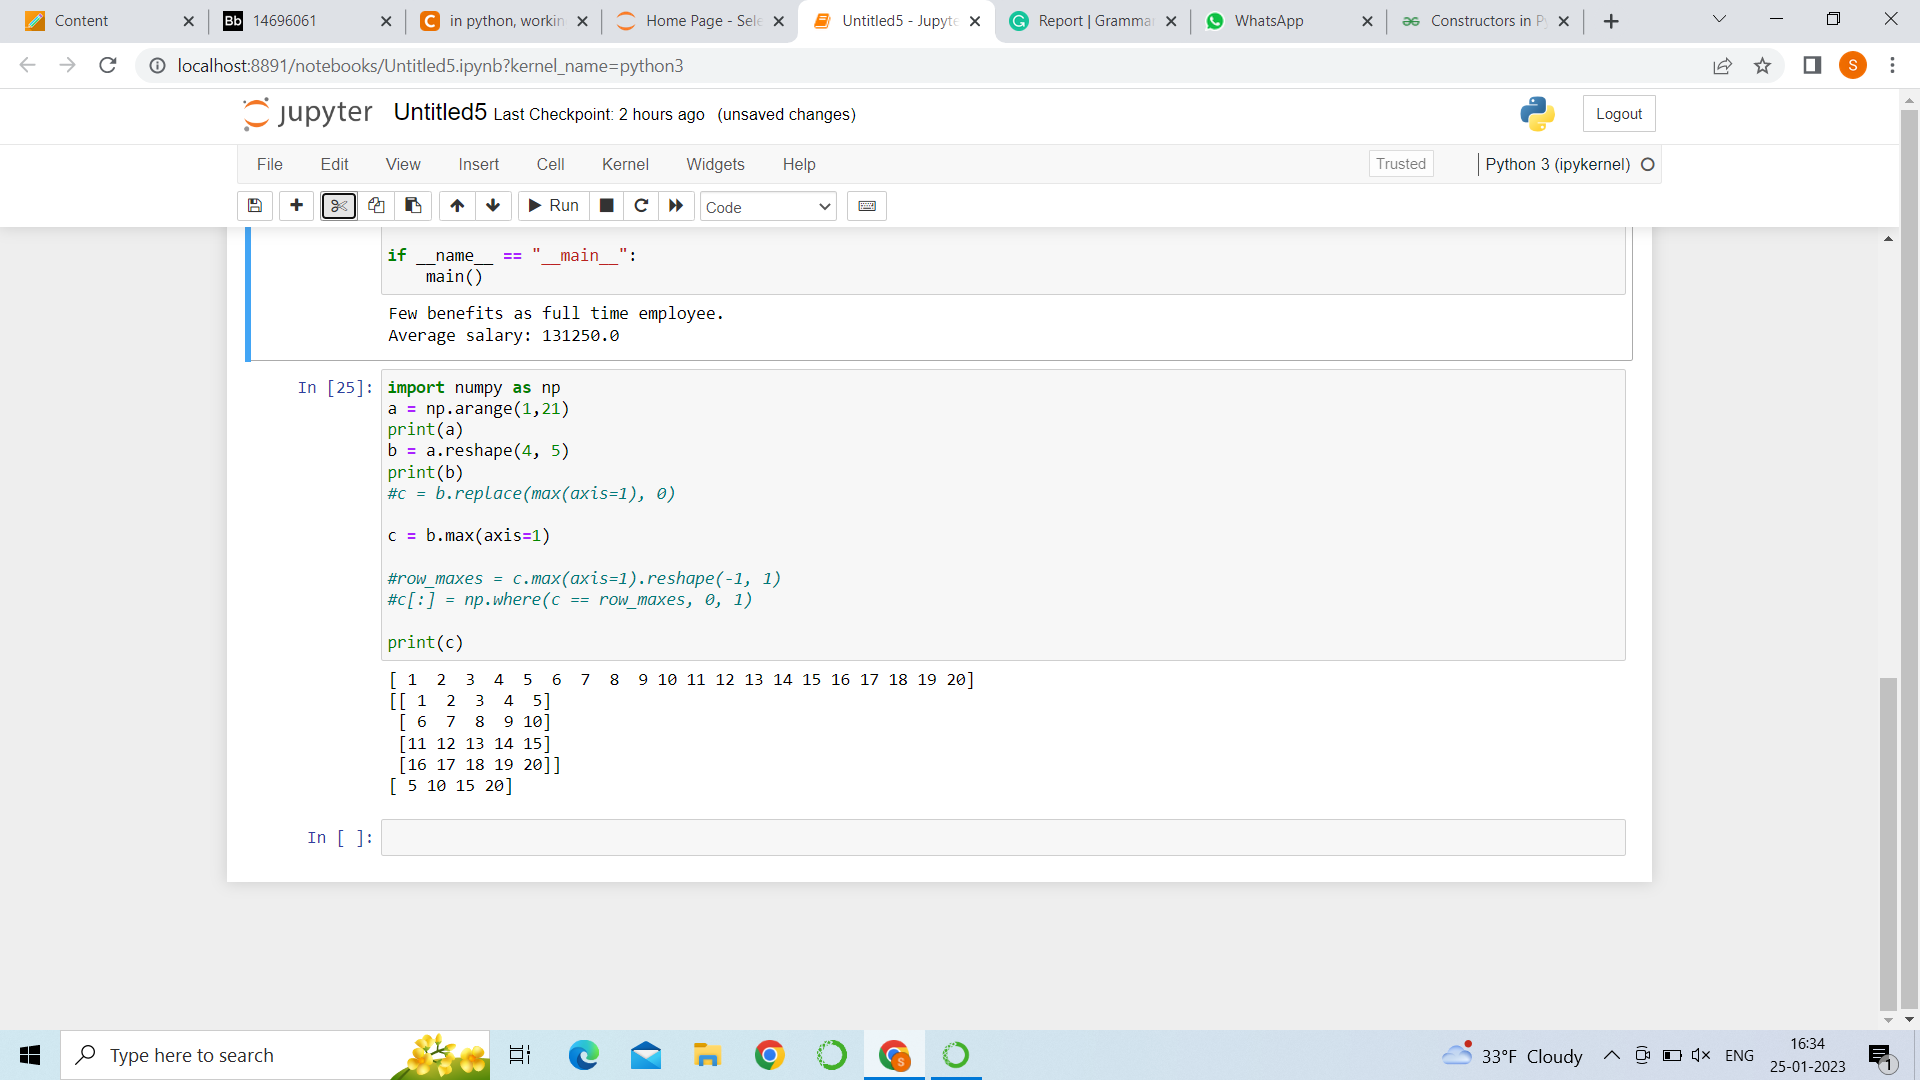 Content
Bb 14696061
in python, workin
Home Page - Sele
Untitled5 - Jupyte
Report | Gramma
WhatsApp
Constructors in Py
localhost:8891/notebooks/Untitled5.ipynb?kernel_name=python3
S
jupyter Untitled5 Last Checkpoint: 2 hours ago (unsaved changes)
Logout
File Edit View Insert Cell Kernel Widgets Help
Trusted
Python 3 (ipykernel)
Run
Code
if __name__ == "__main__":
main()
Few benefits as full time employee.
Average salary: 131250.0
In [25]:
import numpy as np
a = np.arange(1,21)
print(a)
b = a.reshape(4, 5)
print(b)
#c = b.replace(max(axis=1), 0)
c = b.max(axis=1)
#row_maxes = c.max(axis=1).reshape(-1, 1)
#c[:] = np.where(c == row_maxes, 0, 1)
print(c)
[ 1 2 3 4 5 6 7 8 9 10 11 12 13 14 15 16 17 18 19 20]
[[ 1 2 3 4 5]
[ 6 7 8 9 10]
[11 12 13 14 15]
[16 17 18 19 20]]
[ 5 10 15 20]
In [ ]:
Type here to search
S
33°F Cloudy
ENG
16:34
25-01-2023
1